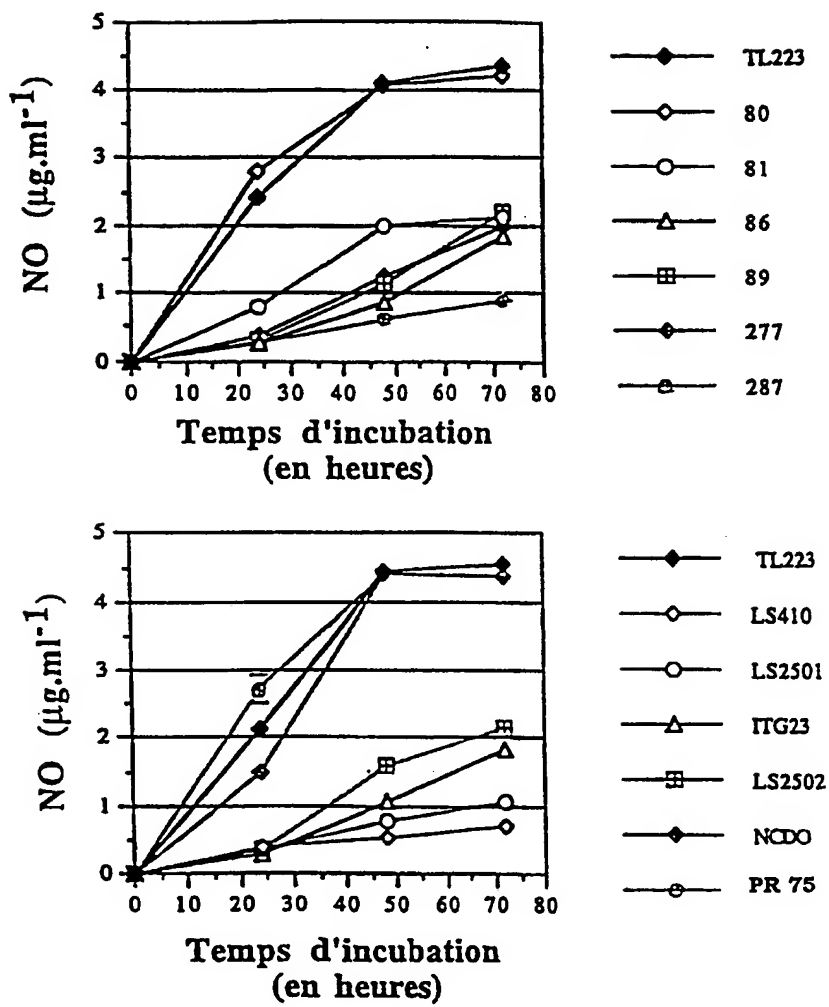 NO (µg.ml-1)
5
4
3
2
1
0
0 10 20 30 40 50 60 70 80
Temps d'incubation
(en heures)
TL223
80
81
86
89
277
287
NO (µg.ml-1)
5
4
3
2
1
0
0 10 20 30 40 50 60 70 80
Temps d'incubation
(en heures)
TL223
LS410
LS2501
ITG23
LS2502
NCDO
PR 75